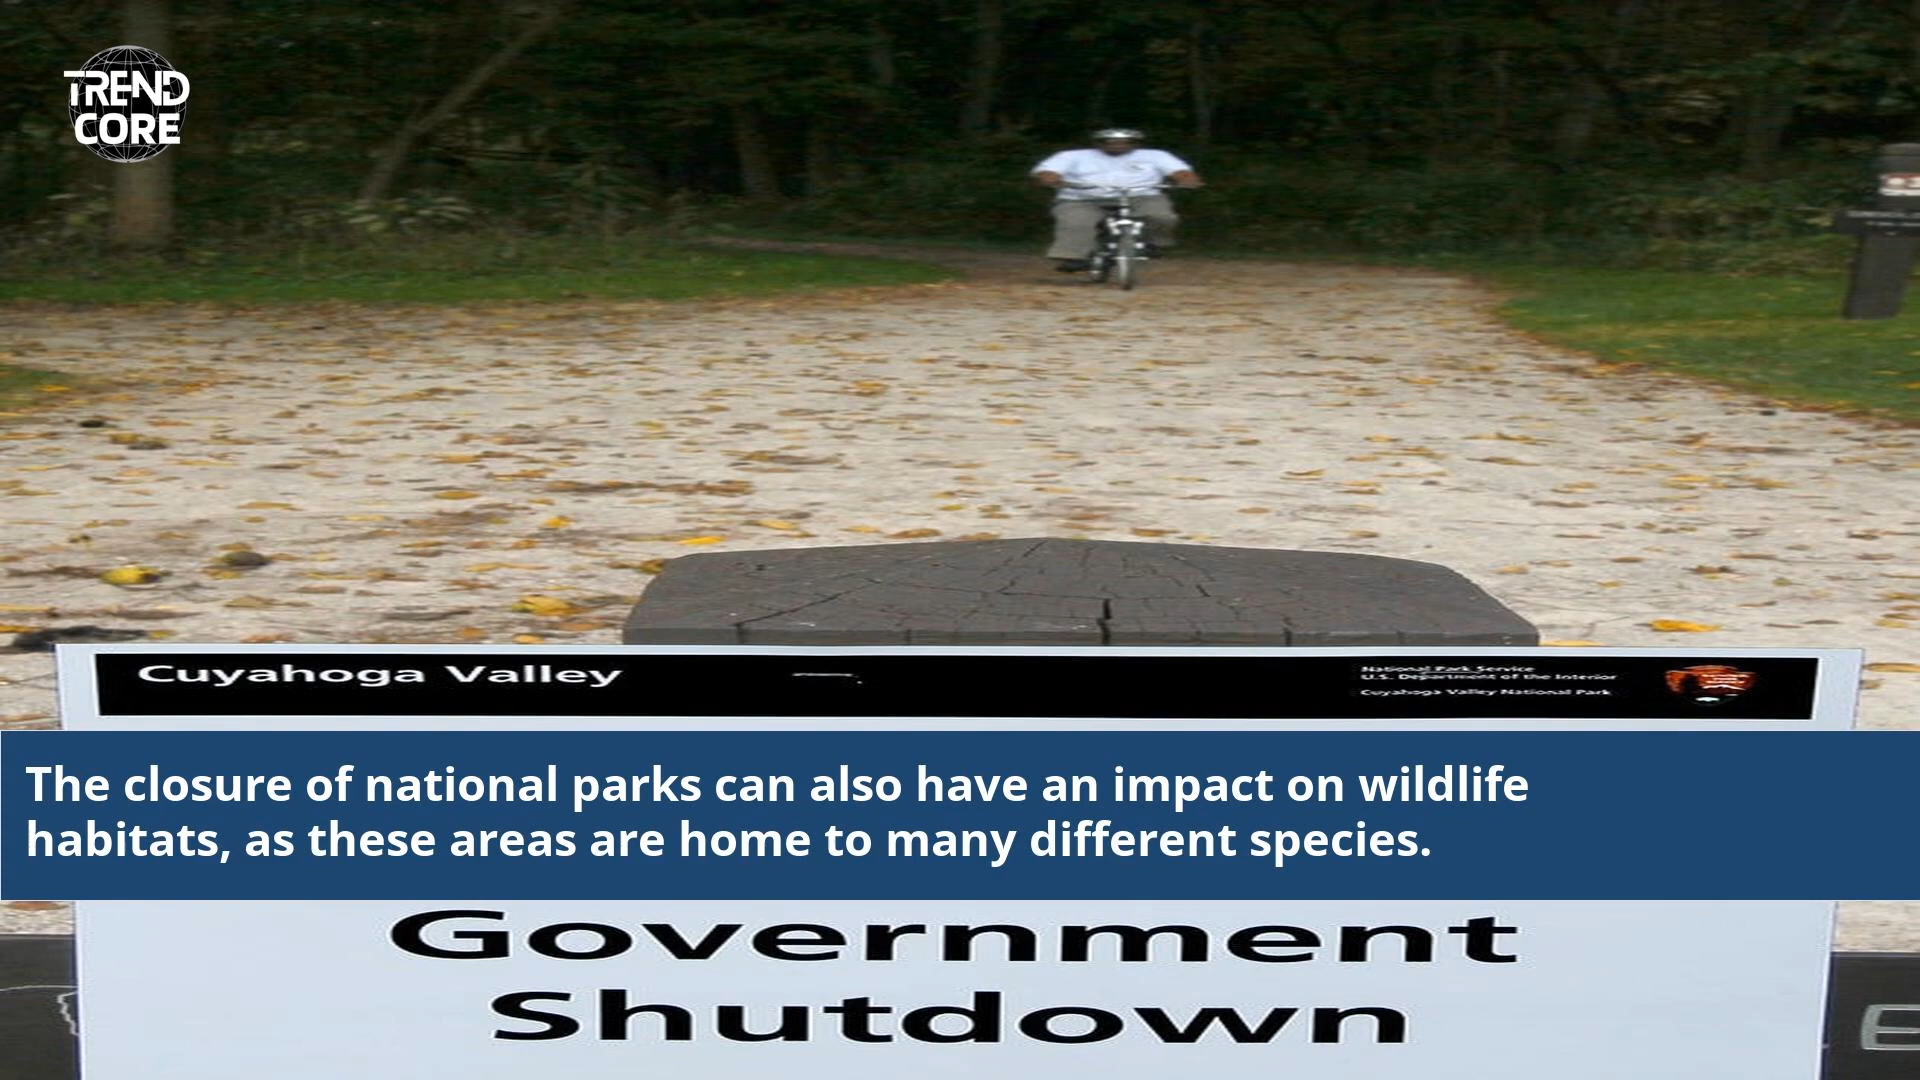 TREND
CORE
Cuyahoga Valley
National Park Service
U.S. Department of the Interior
Cuyahoga Valley National Park
The closure of national parks can also have an impact on wildlife
habitats, as these areas are home to many different species.
Government
Shutdown